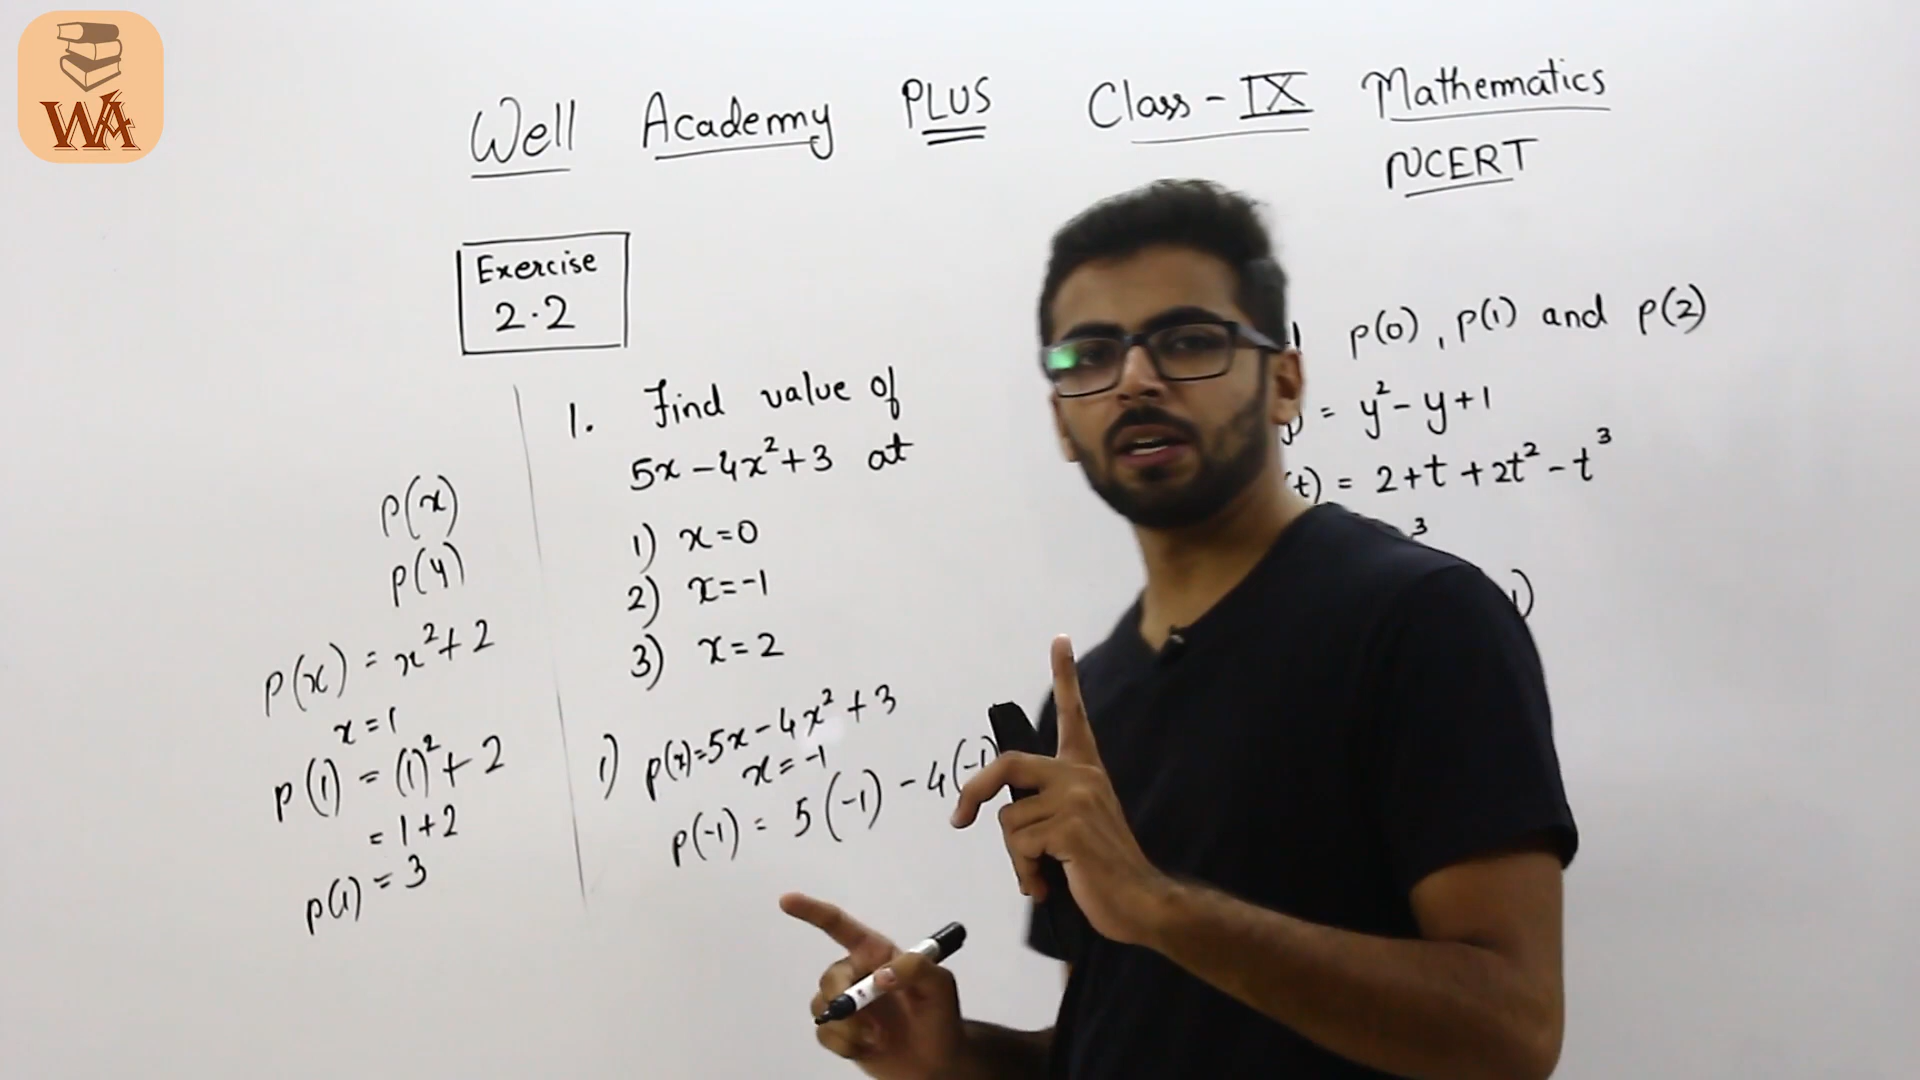 WA
Well Academy PLUS Class - IX Mathematics
NCERT
Exercise
2.2
1. Find value of
5x - 4x² + 3 at
1) x = 0
2) x = -1
3) x = 2
1) p(x) = 5x - 4x² + 3
x = -1
p(-1) = 5(-1) - 4(-1)
p(x)
p(y)
p(x) = x² + 2
x = 1
p(1) = (1)² + 2
= 1 + 2
p(1) = 3
p(0), p(1) and p(2)
) = y² - y + 1
(t) = 2 + t + 2t² - t³
3
)